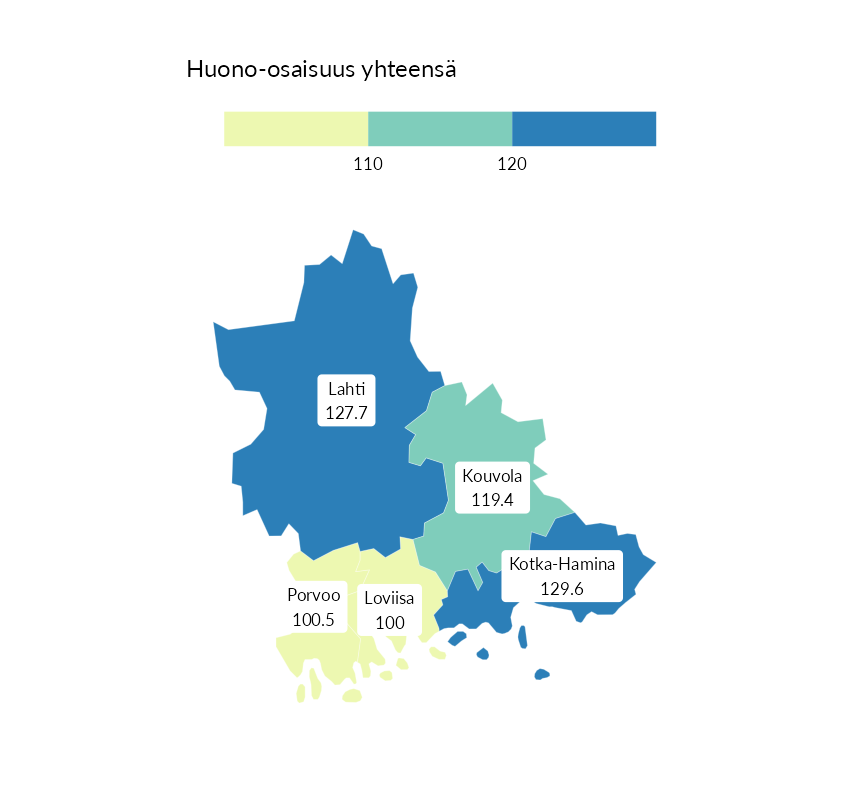 Huono-osaisuus yhteensä
110
120
Lahti
127.7
Kouvola
119.4
Kotka-Hamina
129.6
Porvoo
100.5
Loviisa
100